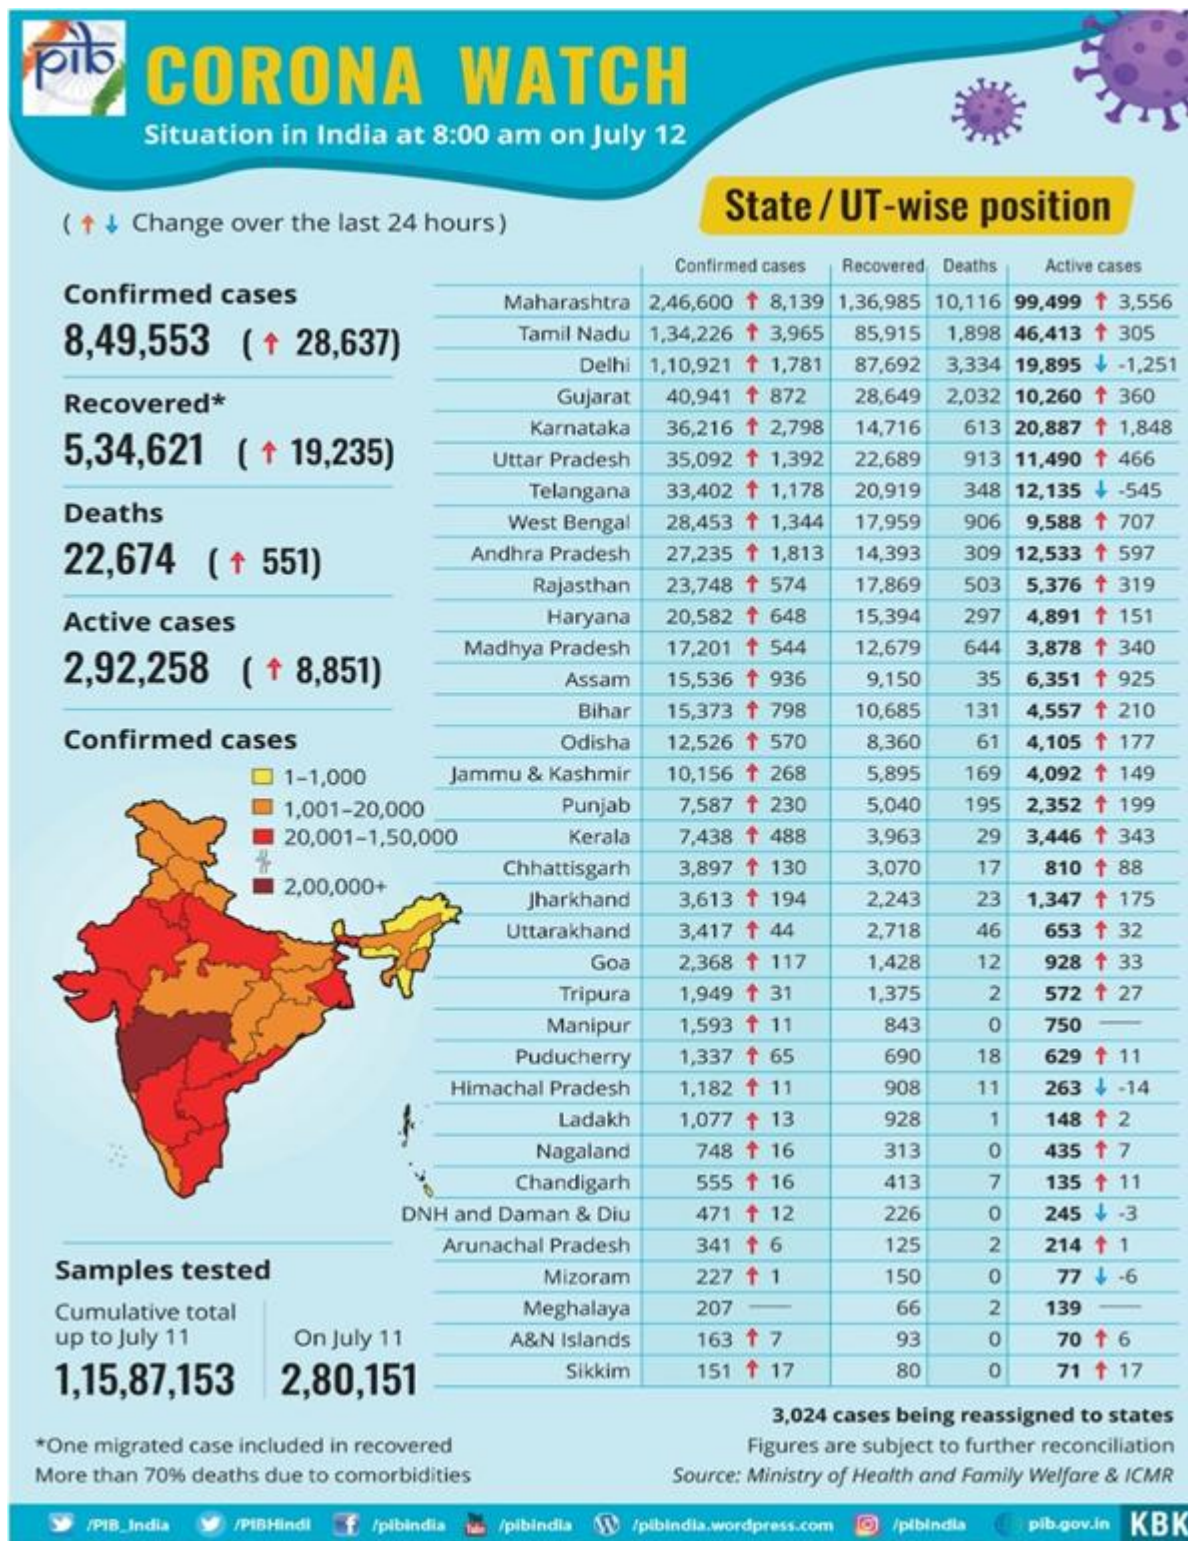 pib
CORONA WATCH
Situation in India at 8:00 am on July 12
( ↑ ↓ Change over the last 24 hours )
Confirmed cases
8,49,553 ( ↑ 28,637)
Recovered*
5,34,621 ( ↑ 19,235)
Deaths
22,674 ( ↑ 551)
Active cases
2,92,258 ( ↑ 8,851)
Confirmed cases
1–1,000
1,001–20,000
20,001–1,50,000
2,00,000+
Samples tested
Cumulative total
up to July 11
1,15,87,153
On July 11
2,80,151
*One migrated case included in recovered
More than 70% deaths due to comorbidities
State / UT-wise position
Confirmed cases Recovered Deaths Active cases
Maharashtra 2,46,600 ↑ 8,139 1,36,985 10,116 99,499 ↑ 3,556
Tamil Nadu 1,34,226 ↑ 3,965 85,915 1,898 46,413 ↑ 305
Delhi 1,10,921 ↑ 1,781 87,692 3,334 19,895 ↓ -1,251
Gujarat 40,941 ↑ 872 28,649 2,032 10,260 ↑ 360
Karnataka 36,216 ↑ 2,798 14,716 613 20,887 ↑ 1,848
Uttar Pradesh 35,092 ↑ 1,392 22,689 913 11,490 ↑ 466
Telangana 33,402 ↑ 1,178 20,919 348 12,135 ↓ -545
West Bengal 28,453 ↑ 1,344 17,959 906 9,588 ↑ 707
Andhra Pradesh 27,235 ↑ 1,813 14,393 309 12,533 ↑ 597
Rajasthan 23,748 ↑ 574 17,869 503 5,376 ↑ 319
Haryana 20,582 ↑ 648 15,394 297 4,891 ↑ 151
Madhya Pradesh 17,201 ↑ 544 12,679 644 3,878 ↑ 340
Assam 15,536 ↑ 936 9,150 35 6,351 ↑ 925
Bihar 15,373 ↑ 798 10,685 131 4,557 ↑ 210
Odisha 12,526 ↑ 570 8,360 61 4,105 ↑ 177
Jammu & Kashmir 10,156 ↑ 268 5,895 169 4,092 ↑ 149
Punjab 7,587 ↑ 230 5,040 195 2,352 ↑ 199
Kerala 7,438 ↑ 488 3,963 29 3,446 ↑ 343
Chhattisgarh 3,897 ↑ 130 3,070 17 810 ↑ 88
Jharkhand 3,613 ↑ 194 2,243 23 1,347 ↑ 175
Uttarakhand 3,417 ↑ 44 2,718 46 653 ↑ 32
Goa 2,368 ↑ 117 1,428 12 928 ↑ 33
Tripura 1,949 ↑ 31 1,375 2 572 ↑ 27
Manipur 1,593 ↑ 11 843 0 750 —
Puducherry 1,337 ↑ 65 690 18 629 ↑ 11
Himachal Pradesh 1,182 ↑ 11 908 11 263 ↓ -14
Ladakh 1,077 ↑ 13 928 1 148 ↑ 2
Nagaland 748 ↑ 16 313 0 435 ↑ 7
Chandigarh 555 ↑ 16 413 7 135 ↑ 11
DNH and Daman & Diu 471 ↑ 12 226 0 245 ↓ -3
Arunachal Pradesh 341 ↑ 6 125 2 214 ↑ 1
Mizoram 227 ↑ 1 150 0 77 ↓ -6
Meghalaya 207 — 66 2 139 —
A&N Islands 163 ↑ 7 93 0 70 ↑ 6
Sikkim 151 ↑ 17 80 0 71 ↑ 17
3,024 cases being reassigned to states
Figures are subject to further reconciliation
Source: Ministry of Health and Family Welfare & ICMR
/PIB_India /PIBHindi /pibindia /pibindia /pibindia.wordpress.com /pibindia pib.gov.in KBK